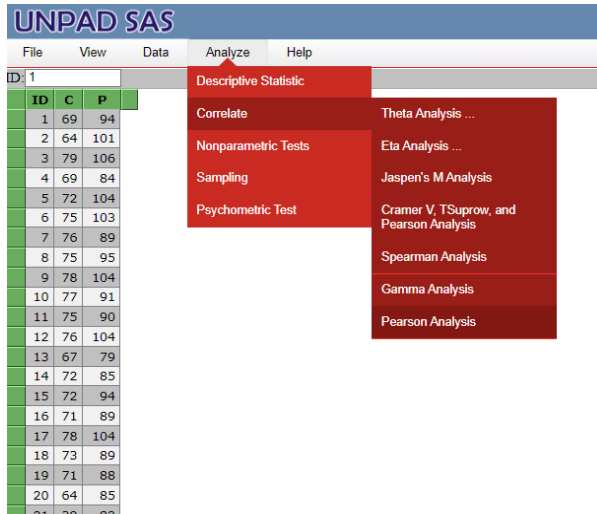 UNPAD SAS
File View Data Analyze Help
ID: 1
Descriptive Statistic
Correlate
Nonparametric Tests
Sampling
Psychometric Test
Theta Analysis ...
Eta Analysis ...
Jaspen's M Analysis
Cramer V, TSuprow, and
Pearson Analysis
Spearman Analysis
Gamma Analysis
Pearson Analysis
ID C P
1 69 94
2 64 101
3 79 106
4 69 84
5 72 104
6 75 103
7 76 89
8 75 95
9 78 104
10 77 91
11 75 90
12 76 104
13 67 79
14 72 85
15 72 94
16 71 89
17 78 104
18 73 89
19 71 88
20 64 85